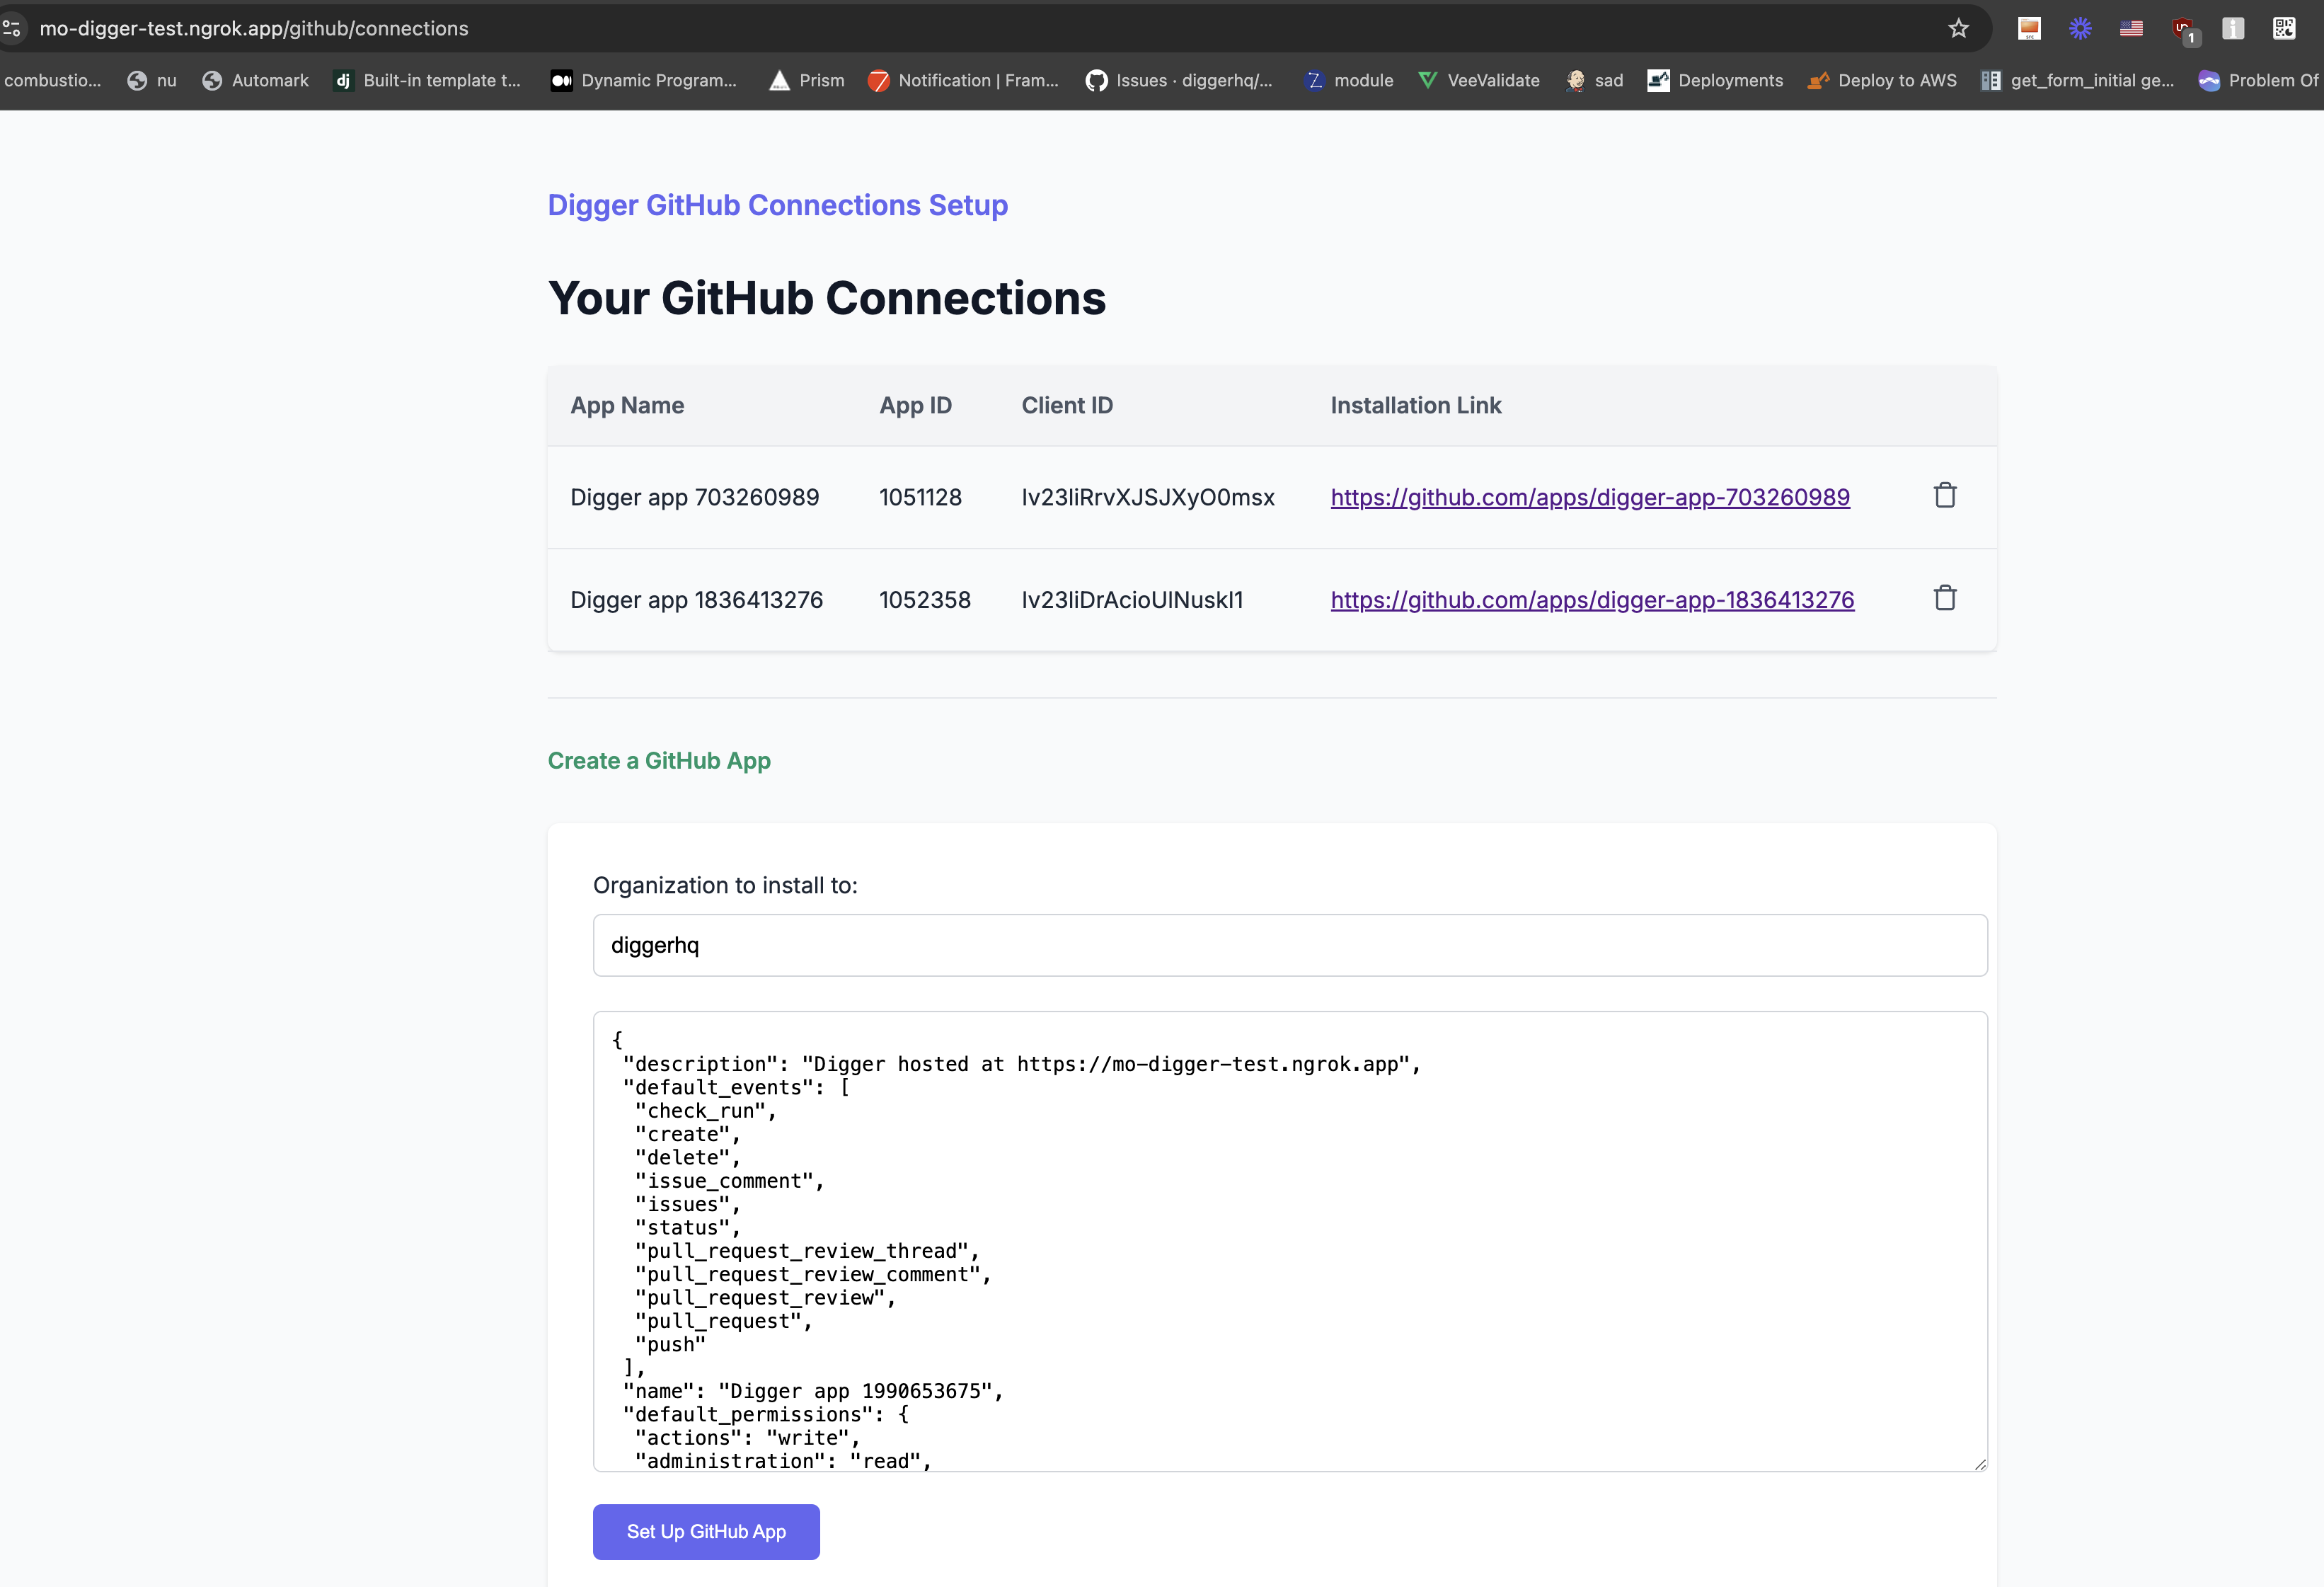 mo-digger-test.ngrok.app/github/connections
1
combustio... nu Automark dj Built-in template t... Dynamic Program... Prism Notification | Fram... Issues · diggerhq/... module VeeValidate sad Deployments Deploy to AWS get_form_initial ge... Problem Of
Digger GitHub Connections Setup
Your GitHub Connections
App Name App ID Client ID Installation Link
Digger app 703260989 1051128 Iv23liRrvXJSJXyO0msx https://github.com/apps/digger-app-703260989
Digger app 1836413276 1052358 Iv23liDrAcioUlNuskl1 https://github.com/apps/digger-app-1836413276
Create a GitHub App
Organization to install to:
diggerhq
{
"description": "Digger hosted at https://mo-digger-test.ngrok.app",
"default_events": [
"check_run",
"create",
"delete",
"issue_comment",
"issues",
"status",
"pull_request_review_thread",
"pull_request_review_comment",
"pull_request_review",
"pull_request",
"push"
],
"name": "Digger app 1990653675",
"default_permissions": {
"actions": "write",
"administration": "read",
Set Up GitHub App